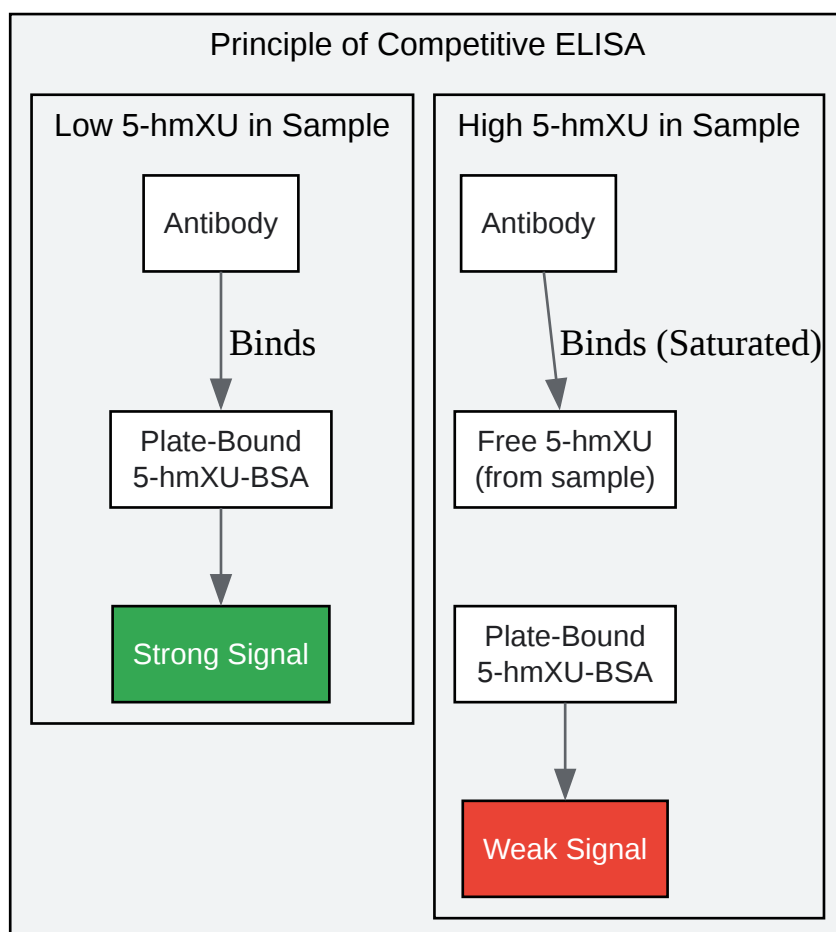 Principle of Competitive ELISA
Low 5-hmXU in Sample
Antibody
Binds
Plate-Bound
5-hmXU-BSA
Strong Signal
High 5-hmXU in Sample
Antibody
Binds (Saturated)
Free 5-hmXU
(from sample)
Plate-Bound
5-hmXU-BSA
Weak Signal